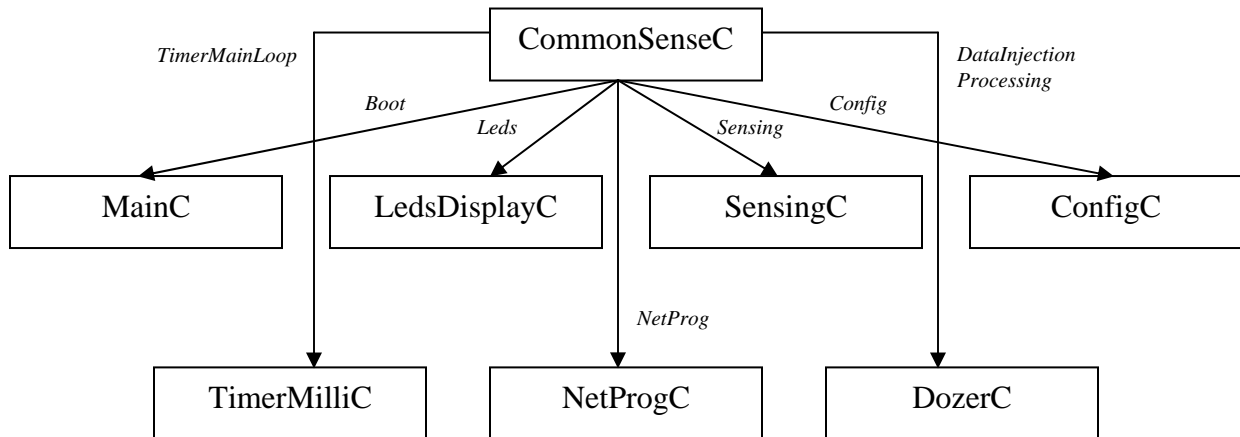 CommonSenseC
TimerMainLoop
DataInjection
Processing
Boot
Config
Leds
Sensing
MainC
LedsDisplayC
SensingC
ConfigC
NetProg
TimerMilliC
NetProgC
DozerC